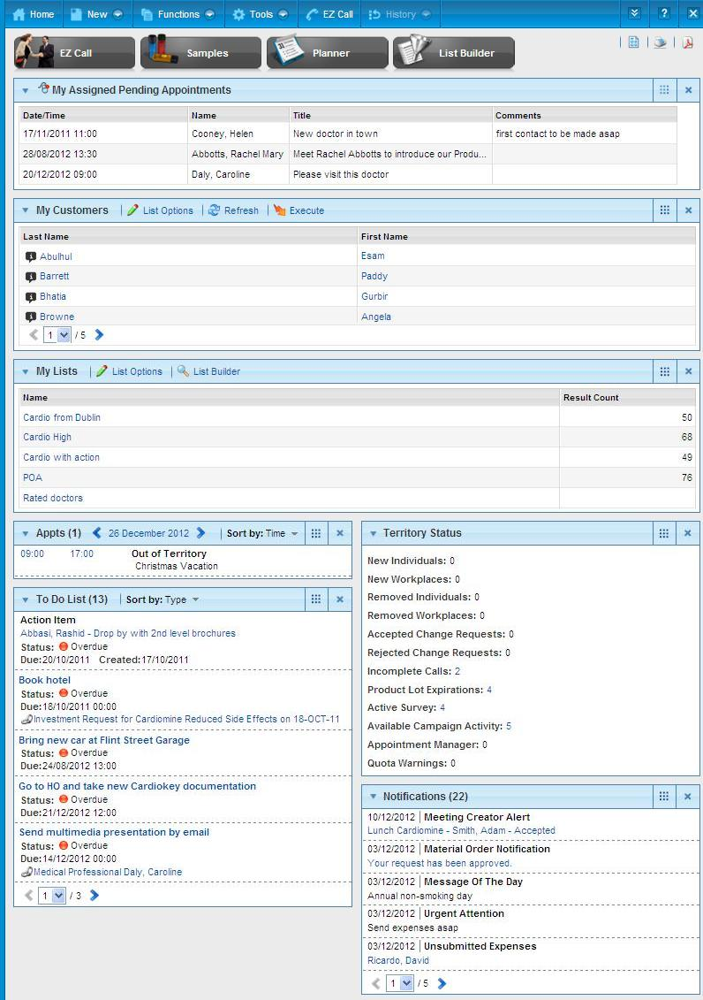 Home New Functions Tools EZ Call History ?
EZ Call Samples Planner List Builder
My Assigned Pending Appointments
Date/Time Name Title Comments
17/11/2011 11:00 Cooney, Helen New doctor in town first contact to be made asap
28/08/2012 13:30 Abbotts, Rachel Mary Meet Rachel Abbotts to introduce our Produ...
20/12/2012 09:00 Daly, Caroline Please visit this doctor
My Customers List Options Refresh Execute
Last Name First Name
Abulhul Esam
Barrett Paddy
Bhatia Gurbir
Browne Angela
1 / 5
My Lists List Options List Builder
Name Result Count
Cardio from Dublin 50
Cardio High 68
Cardio with action 49
POA 76
Rated doctors
Appts (1) 26 December 2012 Sort by: Time
09:00 17:00 Out of Territory
Christmas Vacation
To Do List (13) Sort by: Type
Action Item
Abbasi, Rashid - Drop by with 2nd level brochures
Status: Overdue
Due:20/10/2011 Created:17/10/2011
Book hotel
Status: Overdue
Due:18/10/2011 00:00
Investment Request for Cardiomine Reduced Side Effects on 18-OCT-11
Bring new car at Flint Street Garage
Status: Overdue
Due:24/08/2012 13:00
Go to HO and take new Cardiokey documentation
Status: Overdue
Due:21/12/2012 12:00
Send multimedia presentation by email
Status: Overdue
Due:14/12/2012 00:00
Medical Professional Daly, Caroline
1 / 3
Territory Status
New Individuals: 0
New Workplaces: 0
Removed Individuals: 0
Removed Workplaces: 0
Accepted Change Requests: 0
Rejected Change Requests: 0
Incomplete Calls: 2
Product Lot Expirations: 4
Active Survey: 4
Available Campaign Activity: 5
Appointment Manager: 0
Quota Warnings: 0
Notifications (22)
10/12/2012 Meeting Creator Alert
Lunch Cardiomine - Smith, Adam - Accepted
03/12/2012 Material Order Notification
Your request has been approved.
03/12/2012 Message Of The Day
Annual non-smoking day
03/12/2012 Urgent Attention
Send expenses asap
03/12/2012 Unsubmitted Expenses
Ricardo, David
1 / 5